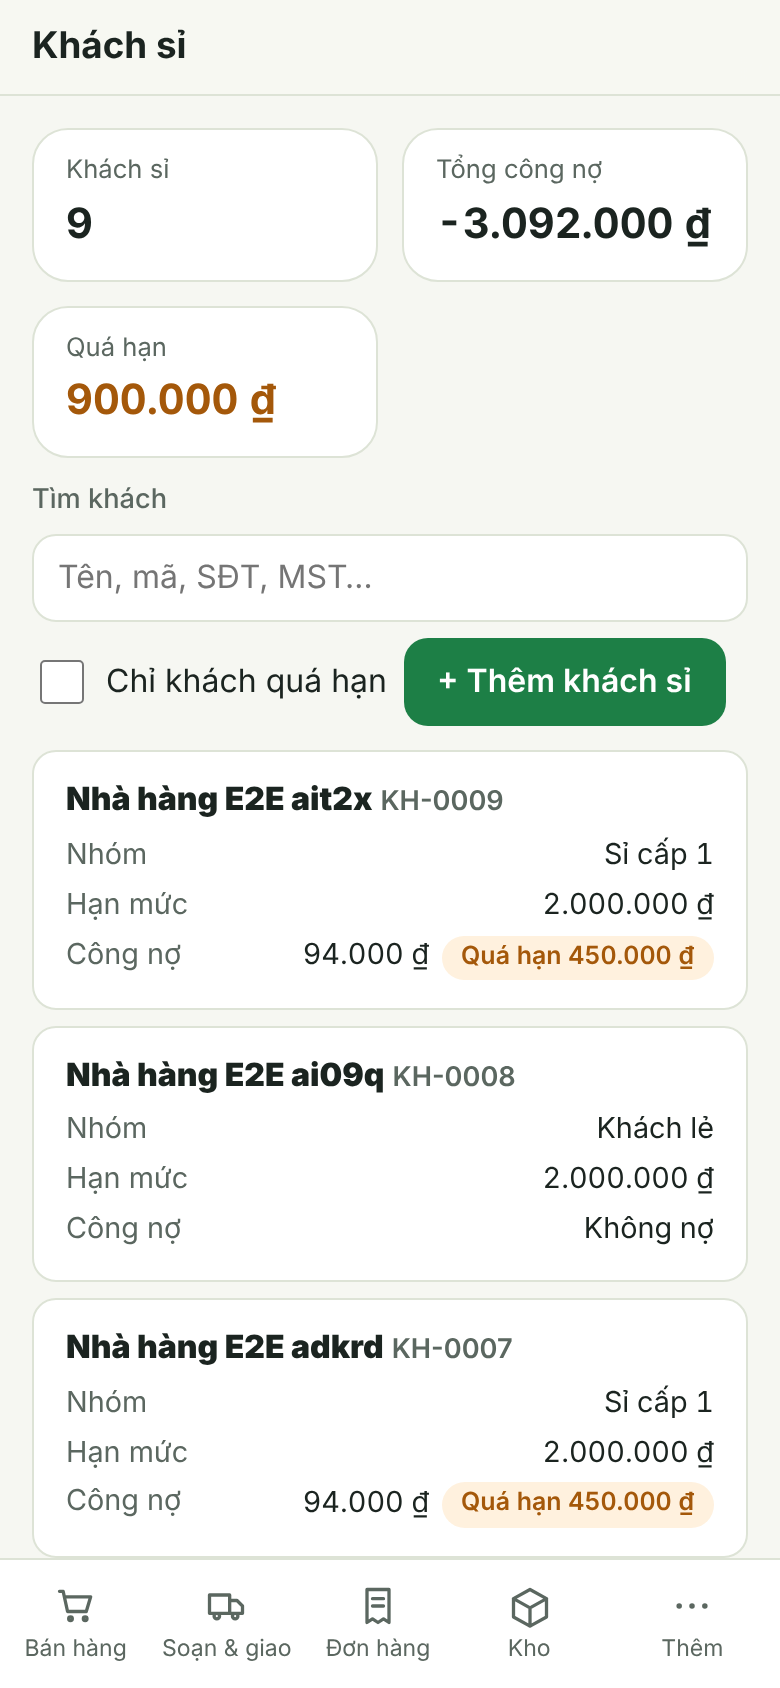 Khách sỉ
Khách sỉ
9
Tổng công nợ
-3.092.000 ₫
Quá hạn
900.000 ₫
Tìm khách
Tên, mã, SĐT, MST...
Chỉ khách quá hạn
+ Thêm khách sỉ
Nhà hàng E2E ait2x KH-0009
Nhóm Sỉ cấp 1
Hạn mức 2.000.000 ₫
Công nợ 94.000 ₫ Quá hạn 450.000 ₫
Nhà hàng E2E ai09q KH-0008
Nhóm Khách lẻ
Hạn mức 2.000.000 ₫
Công nợ Không nợ
Nhà hàng E2E adkrd KH-0007
Nhóm Sỉ cấp 1
Hạn mức 2.000.000 ₫
Công nợ 94.000 ₫ Quá hạn 450.000 ₫
Bán hàng Soạn & giao Đơn hàng Kho Thêm